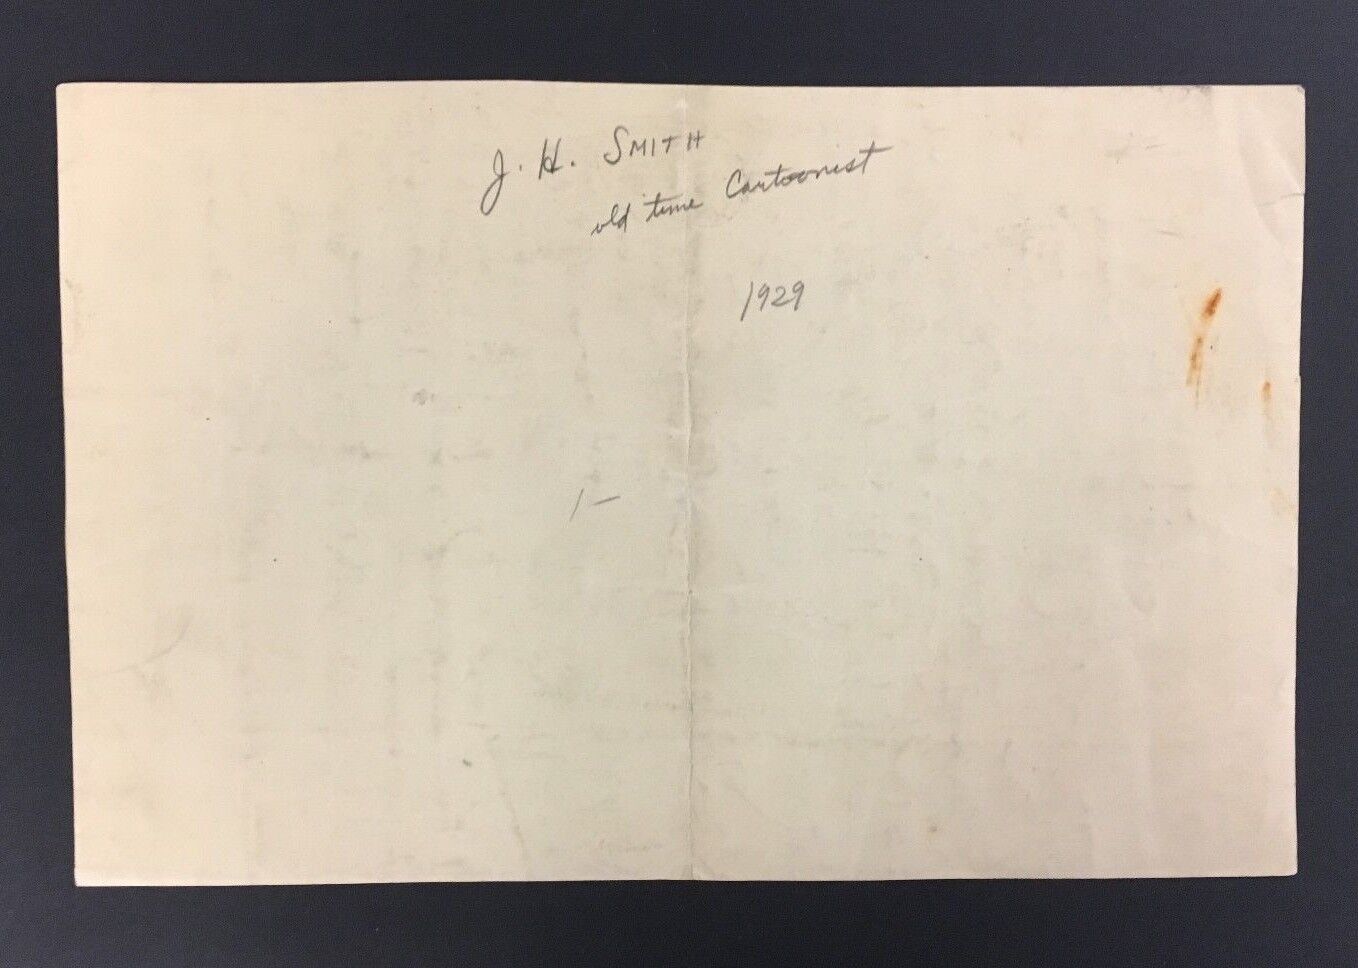 J. H. SMITH
old time Cartoonist
1929
1 —